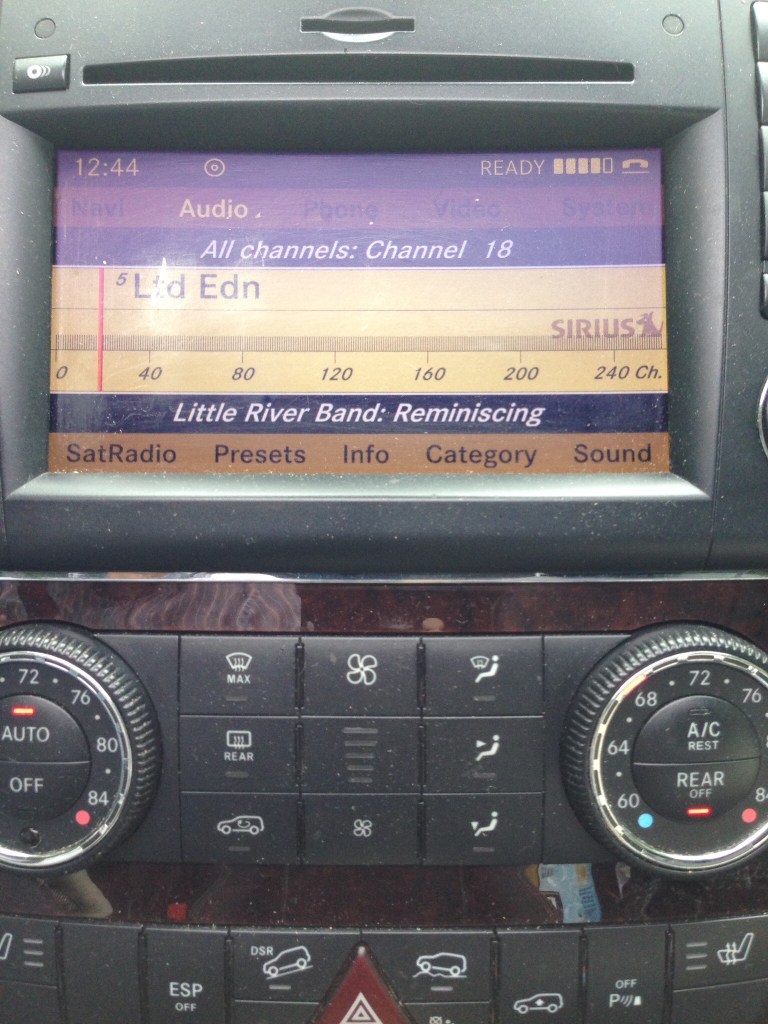 12:44 READY
Navi Audio Phone Video System
All channels: Channel 18
5 Ltd Edn
SIRIUS
0 40 80 120 160 200 240 Ch.
Little River Band: Reminiscing
SatRadio Presets Info Category Sound
72
76
AUTO
80
OFF
84
MAX
REAR
72
68
76
A/C
REST
64
REAR
OFF
60
DSR
ESP
OFF
OFF
P